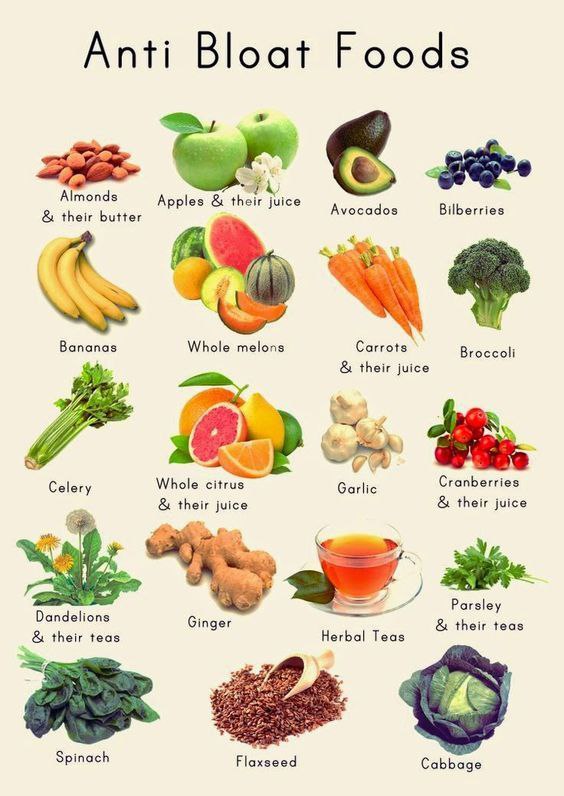 Anti Bloat Foods
Almonds
& their butter
Apples & their juice
Avocados
Bilberries
Bananas
Whole melons
Carrots
& their juice
Broccoli
Celery
Whole citrus
& their juice
Garlic
Cranberries
& their juice
Dandelions
& their teas
Ginger
Herbal Teas
Parsley
& their teas
Spinach
Flaxseed
Cabbage